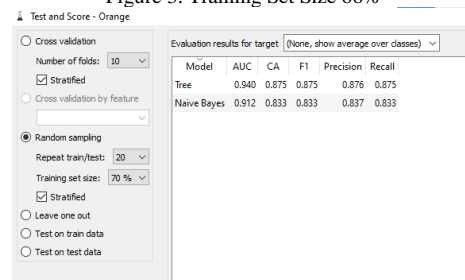 Figure 5. Training Set Size 66%
Test and Score - Orange
Cross validation
Number of folds: 10
Stratified
Cross validation by feature
Random sampling
Repeat train/test: 20
Training set size: 70 %
Stratified
Leave one out
Test on train data
Test on test data
Evaluation results for target (None, show average over classes)
Model AUC CA F1 Precision Recall
Tree 0.940 0.875 0.875 0.876 0.875
Naive Bayes 0.912 0.833 0.833 0.837 0.833